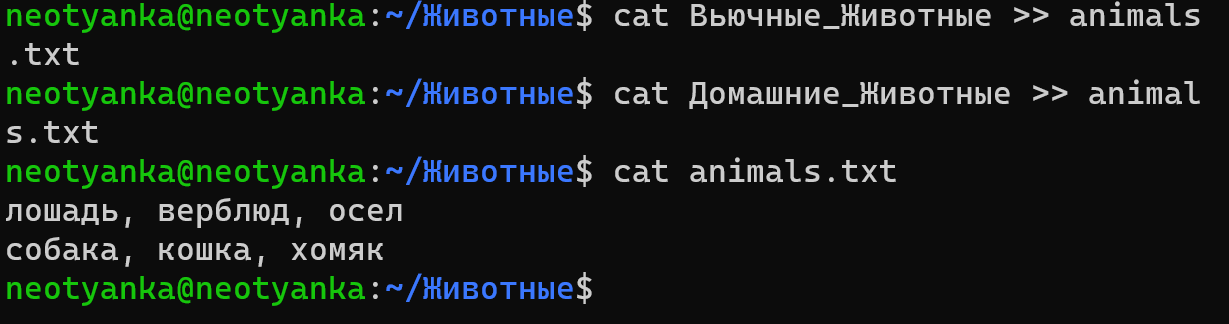 neotyanka@neotyanka:~/Животные$ cat Вьючные_Животные >> animals
.txt
neotyanka@neotyanka:~/Животные$ cat Домашние_Животные >> animal
s.txt
neotyanka@neotyanka:~/Животные$ cat animals.txt
лошадь, верблюд, осел
собака, кошка, хомяк
neotyanka@neotyanka:~/Животные$